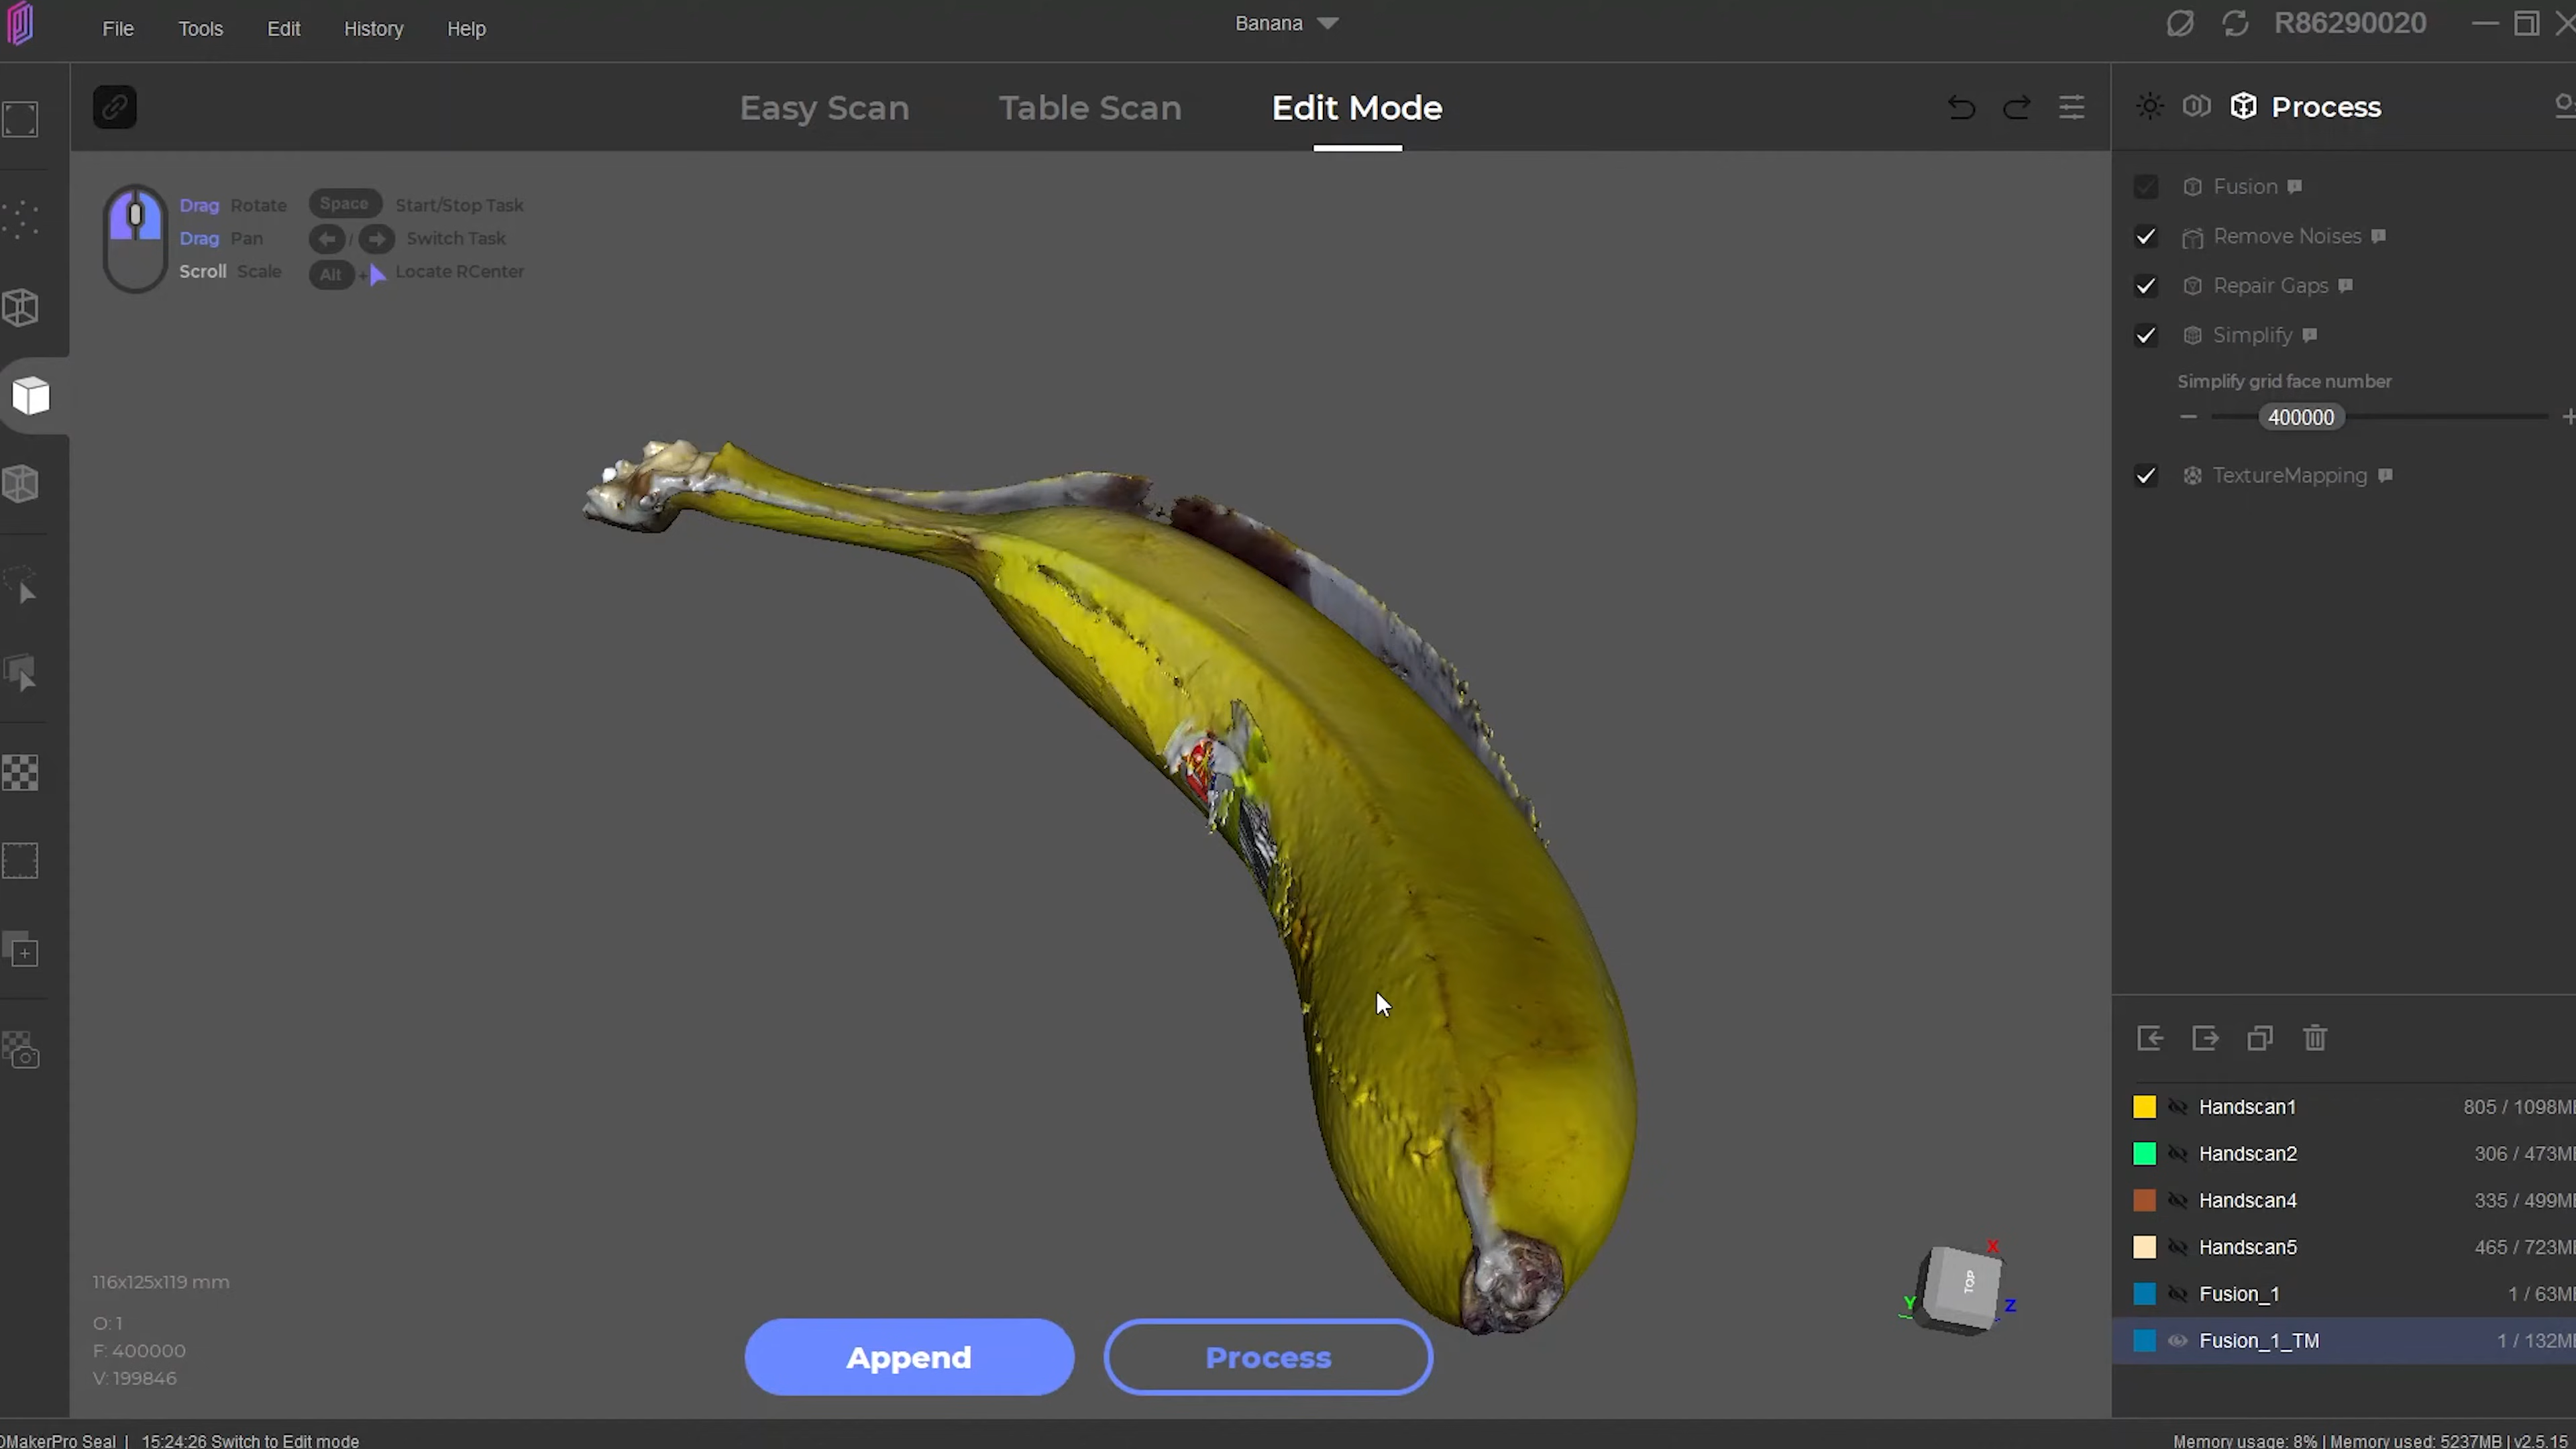 File Tools Edit History Help
Banana
R86290020
Easy Scan Table Scan Edit Mode
Process
Drag Rotate Space Start/Stop Task
Drag Pan / Switch Task
Scroll Scale Alt + Locate RCenter
Fusion
Remove Noises
Repair Gaps
Simplify
Simplify grid face number
− 400000 +
TextureMapping
Handscan1 805 / 1098M
Handscan2 306 / 473M
Handscan4 335 / 499M
Handscan5 465 / 723M
Fusion_1 1 / 63M
Fusion_1_TM 1 / 132M
116x125x119 mm
O: 1
F: 400000
V: 199846
X
TOP
Y
Z
Append
Process
DMakerPro Seal | 15:24:26 Switch to Edit mode
Memory usage: 8% | Memory used: 5237MB | v2.5.15